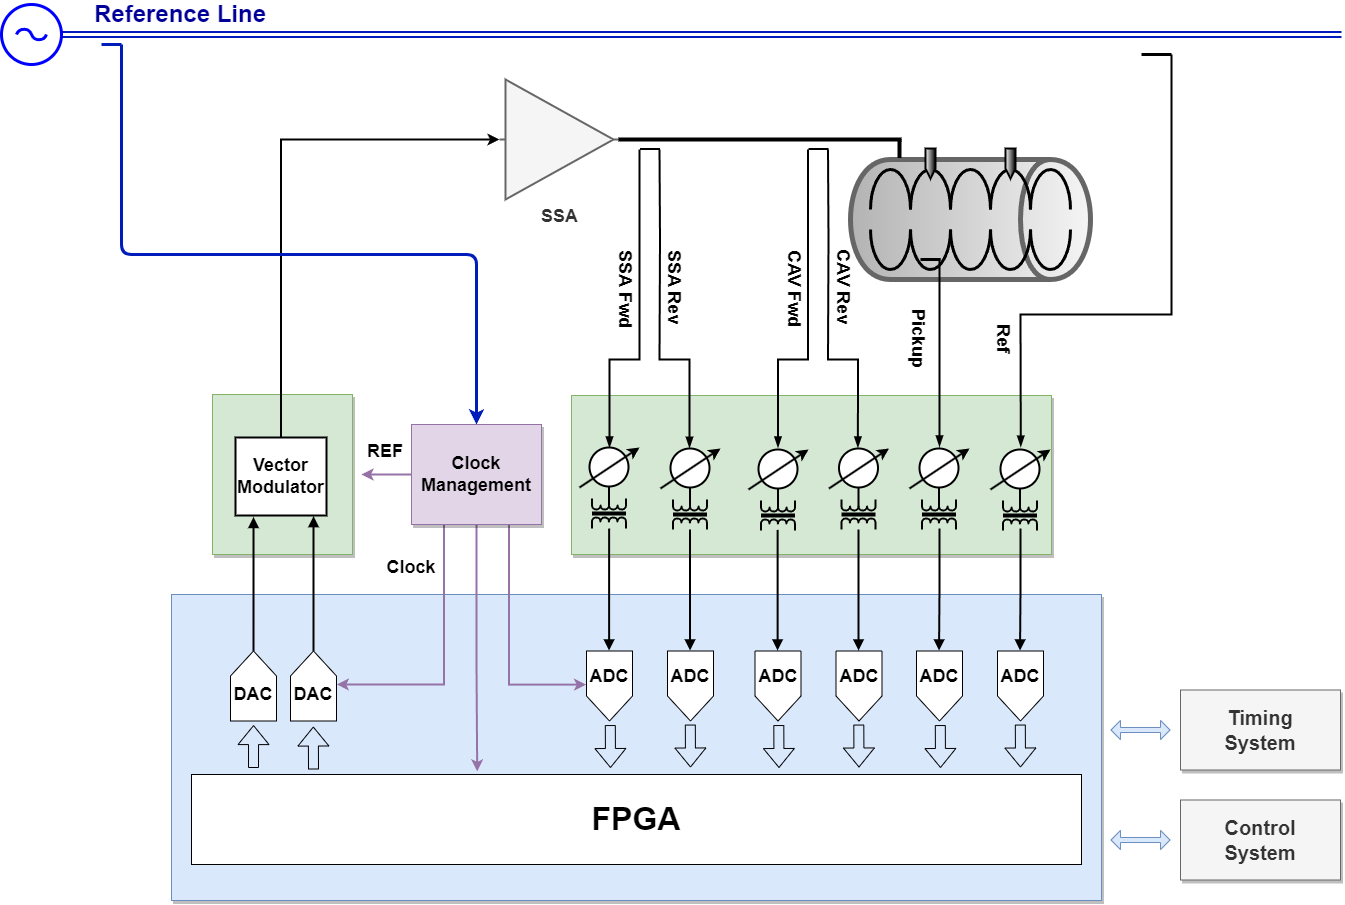 Reference Line
SSA
SSA Fwd
SSA Rev
CAV Fwd
CAV Rev
Pickup
Ref
Vector
Modulator
REF
Clock
Management
Clock
DAC
DAC
ADC
ADC
ADC
ADC
ADC
ADC
FPGA
Timing
System
Control
System